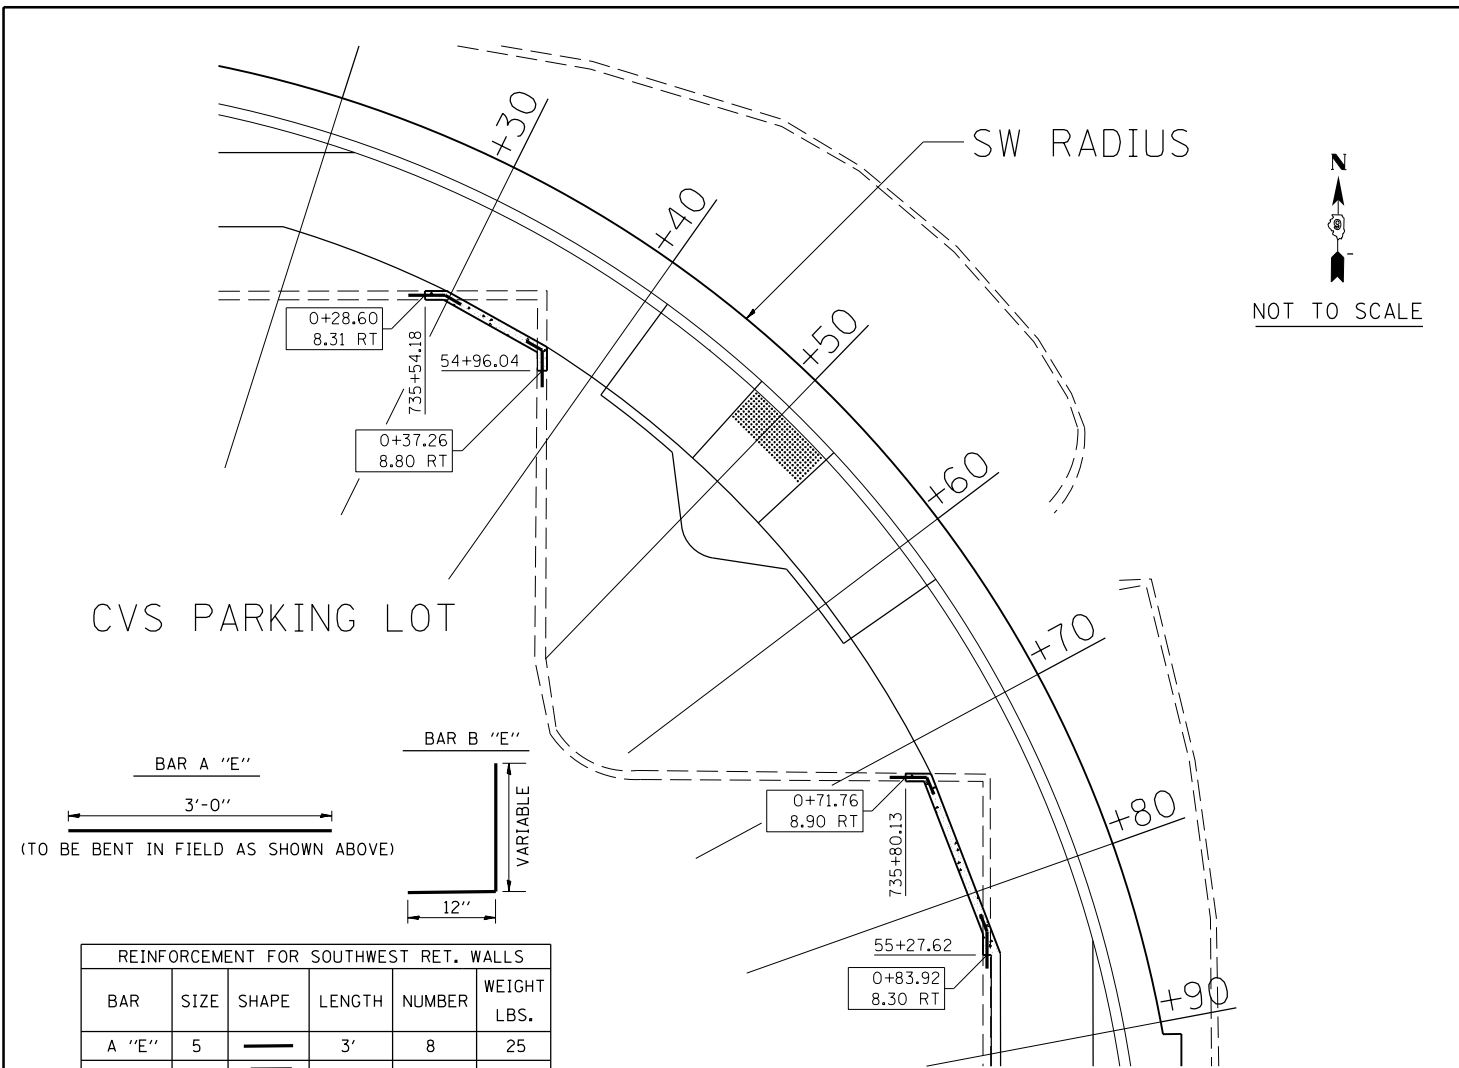 +30
+40
SW RADIUS
N
NOT TO SCALE
+50
+60
+70
+80
+90
0+28.60
8.31 RT
735+54.18
54+96.04
0+37.26
8.80 RT
CVS PARKING LOT
BAR A "E"
3'-0"
(TO BE BENT IN FIELD AS SHOWN ABOVE)
BAR B "E"
VARIABLE
12"
0+71.76
8.90 RT
735+80.13
55+27.62
0+83.92
8.30 RT
REINFORCEMENT FOR SOUTHWEST RET. WALLS
BAR SIZE SHAPE LENGTH NUMBER WEIGHT LBS.
A "E" 5 3' 8 25